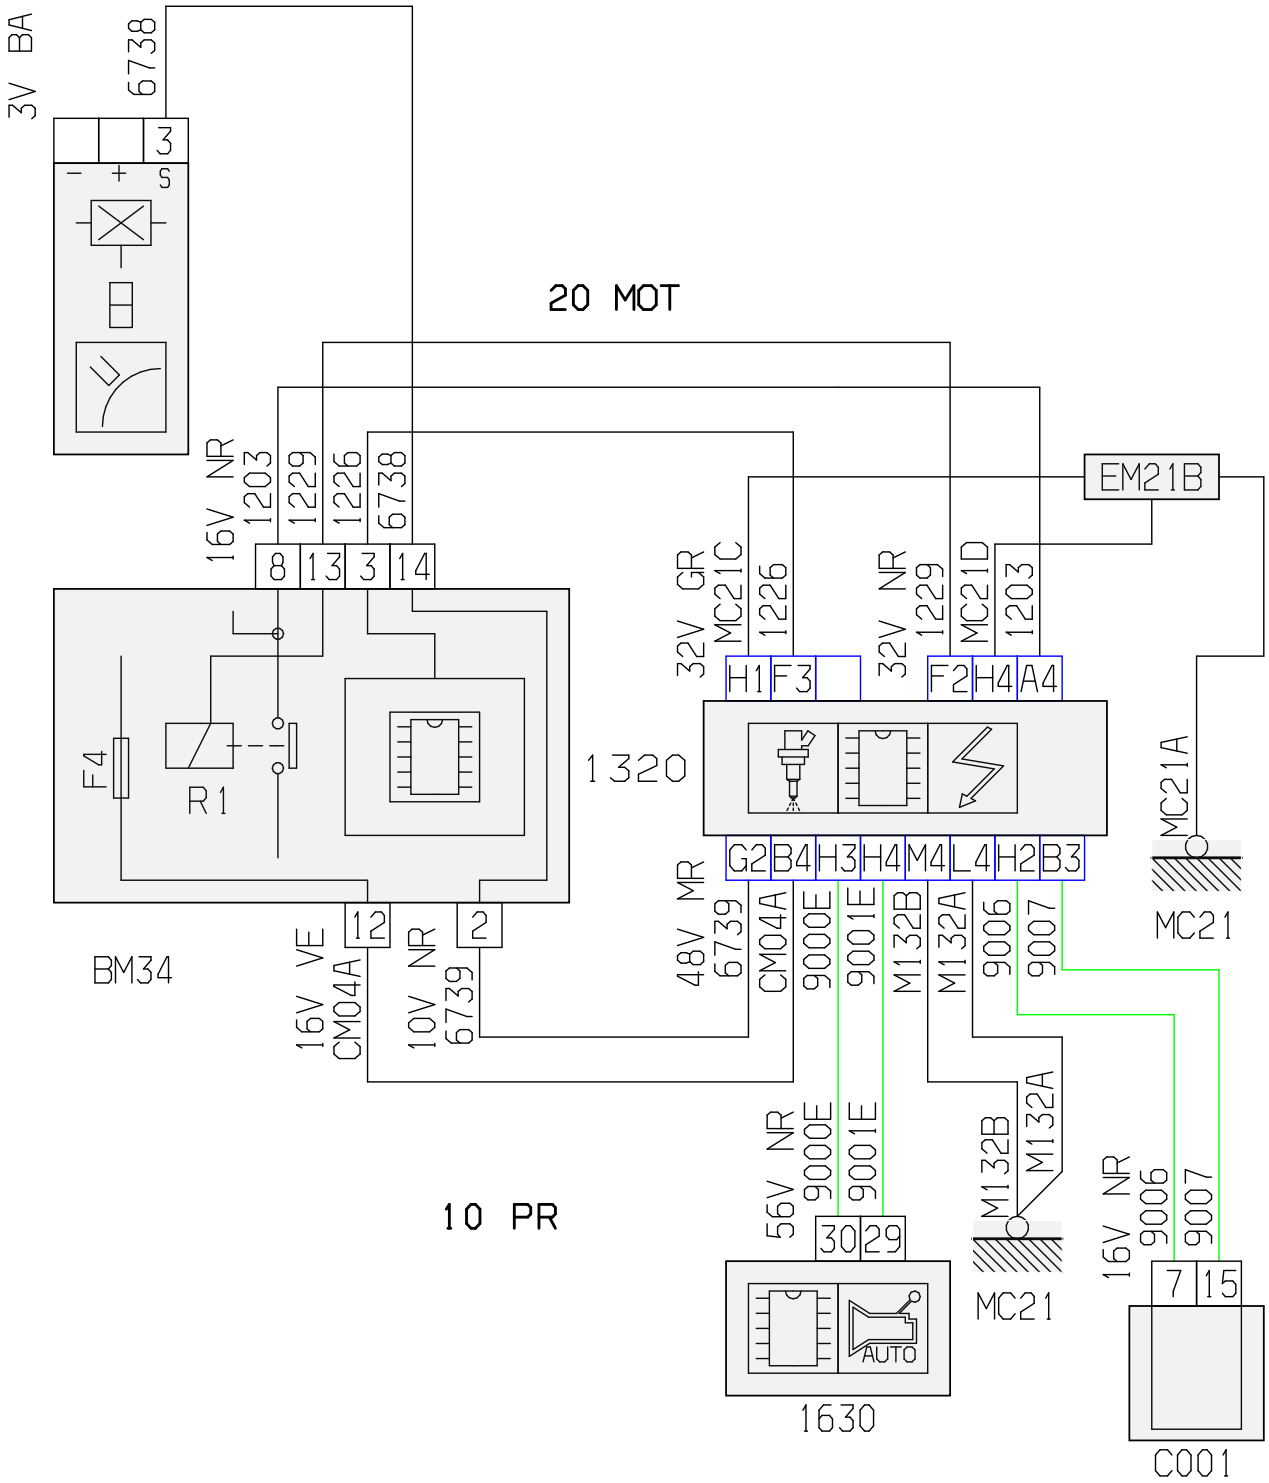 3V BA
6738
3
- + S
20 MOT
16V NR
1203
1229
1226
6738
8 13 3 14
EM21B
32V GR
MC21C
1226
32V NR
1229
MC21D
1203
H1 F3
F2 H4 A4
F4
R1
1320
MC21A
MC21
G2 B4 H3 H4 M4 L4 H2 B3
12
2
BM34
16V VE
CM04A
10V NR
6739
48V MR
6739
CM04A
9000E
9001E
M132B
M132A
9006
9007
10 PR
56V NR
9000E
9001E
M132B
M132A
16V NR
9006
9007
30 29
MC21
7 15
AUTO
1630
C001